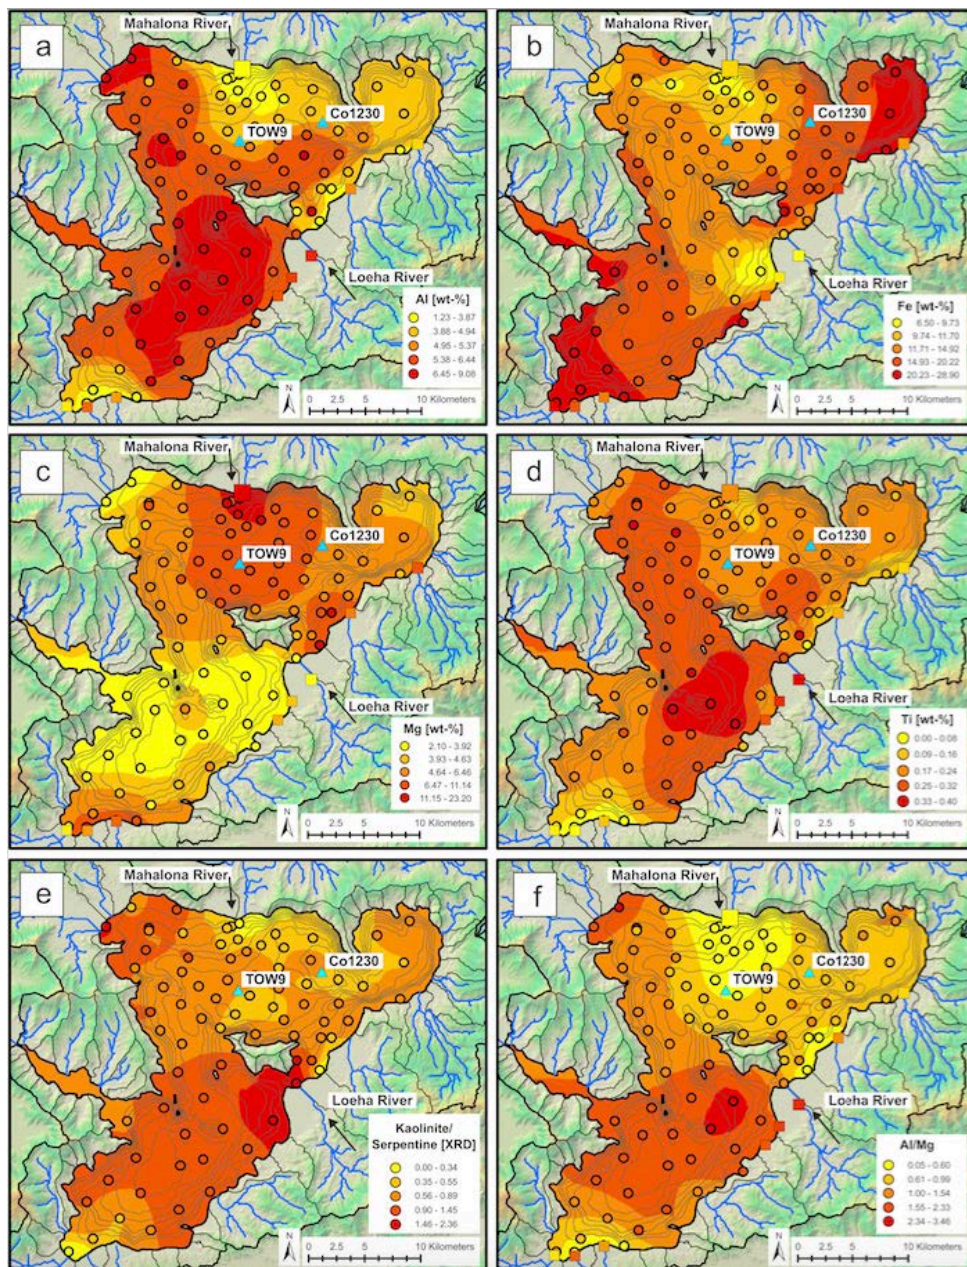 a
Mahalona River
Co1230
TOW9
Loeha River
Al [wt-%]
1.23 - 3.87
3.88 - 4.94
4.95 - 5.37
5.38 - 6.44
6.45 - 9.08
N
0 2.5 5 10 Kilometers
b
Mahalona River
Co1230
TOW9
Loeha River
Fe [wt-%]
6.50 - 9.73
9.74 - 11.70
11.71 - 14.92
14.93 - 20.22
20.23 - 28.90
N
0 2.5 5 10 Kilometers
c
Mahalona River
Co1230
TOW9
Loeha River
Mg [wt-%]
2.10 - 3.92
3.93 - 4.63
4.64 - 6.46
6.47 - 11.14
11.15 - 23.20
N
0 2.5 5 10 Kilometers
d
Mahalona River
Co1230
TOW9
Loeha River
Ti [wt-%]
0.00 - 0.08
0.09 - 0.16
0.17 - 0.24
0.25 - 0.32
0.33 - 0.40
N
0 2.5 5 10 Kilometers
e
Mahalona River
Co1230
TOW9
Loeha River
Kaolinite/
Serpentine [XRD]
0.00 - 0.34
0.35 - 0.55
0.56 - 0.89
0.90 - 1.45
1.46 - 2.36
N
0 2.5 5 10 Kilometers
f
Mahalona River
Co1230
TOW9
Loeha River
Al/Mg
0.05 - 0.60
0.61 - 0.99
1.00 - 1.54
1.55 - 2.33
2.34 - 3.46
N
0 2.5 5 10 Kilometers